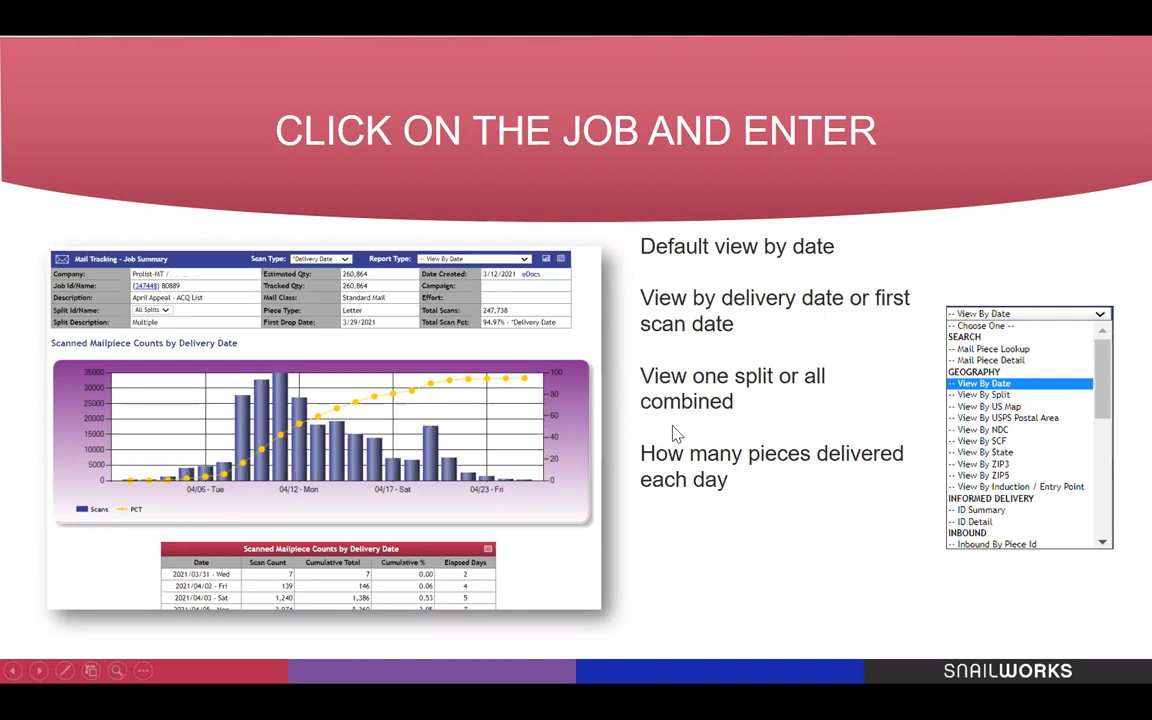 CLICK ON THE JOB AND ENTER
Mail Tracking - Job Summary Scan Type: *Delivery Date Report Type: -- View By Date
Company: Prolist-MT / Estimated Qty: 260,864 Date Created: 3/12/2021 eDocs
Job Id/Name: (347448) 80889 Tracked Qty: 260,864 Campaign:
Description: April Appeal - ACQ List Mail Class: Standard Mail Effort:
Split Id/Name: All Splits Piece Type: Letter Total Scans: 247,738
Split Description: Multiple First Drop Date: 3/29/2021 Total Scan Pct: 94.97% - *Delivery Date
Scanned Mailpiece Counts by Delivery Date
35000 100
30000
25000 80
20000 60
15000
10000 40
5000 20
0 0
04/06 - Tue 04/12 - Mon 04/17 - Sat 04/23 - Fri
Scans PCT
Scanned Mailpiece Counts by Delivery Date
Date Scan Count Cumulative Total Cumulative % Elapsed Days
2021/03/31 - Wed 7 7 0.00 2
2021/04/02 - Fri 139 146 0.06 4
2021/04/03 - Sat 1,240 1,386 0.53 5
Default view by date
View by delivery date or first
scan date
View one split or all
combined
How many pieces delivered
each day
-- View By Date
-- Choose One --
SEARCH
-- Mail Piece Lookup
-- Mail Piece Detail
GEOGRAPHY
-- View By Date
-- View By Split
-- View By US Map
-- View By USPS Postal Area
-- View By NDC
-- View By SCF
-- View By State
-- View By ZIP3
-- View By ZIP5
-- View By Induction / Entry Point
INFORMED DELIVERY
-- ID Summary
-- ID Detail
INBOUND
-- Inbound By Piece Id
SNAILWORKS